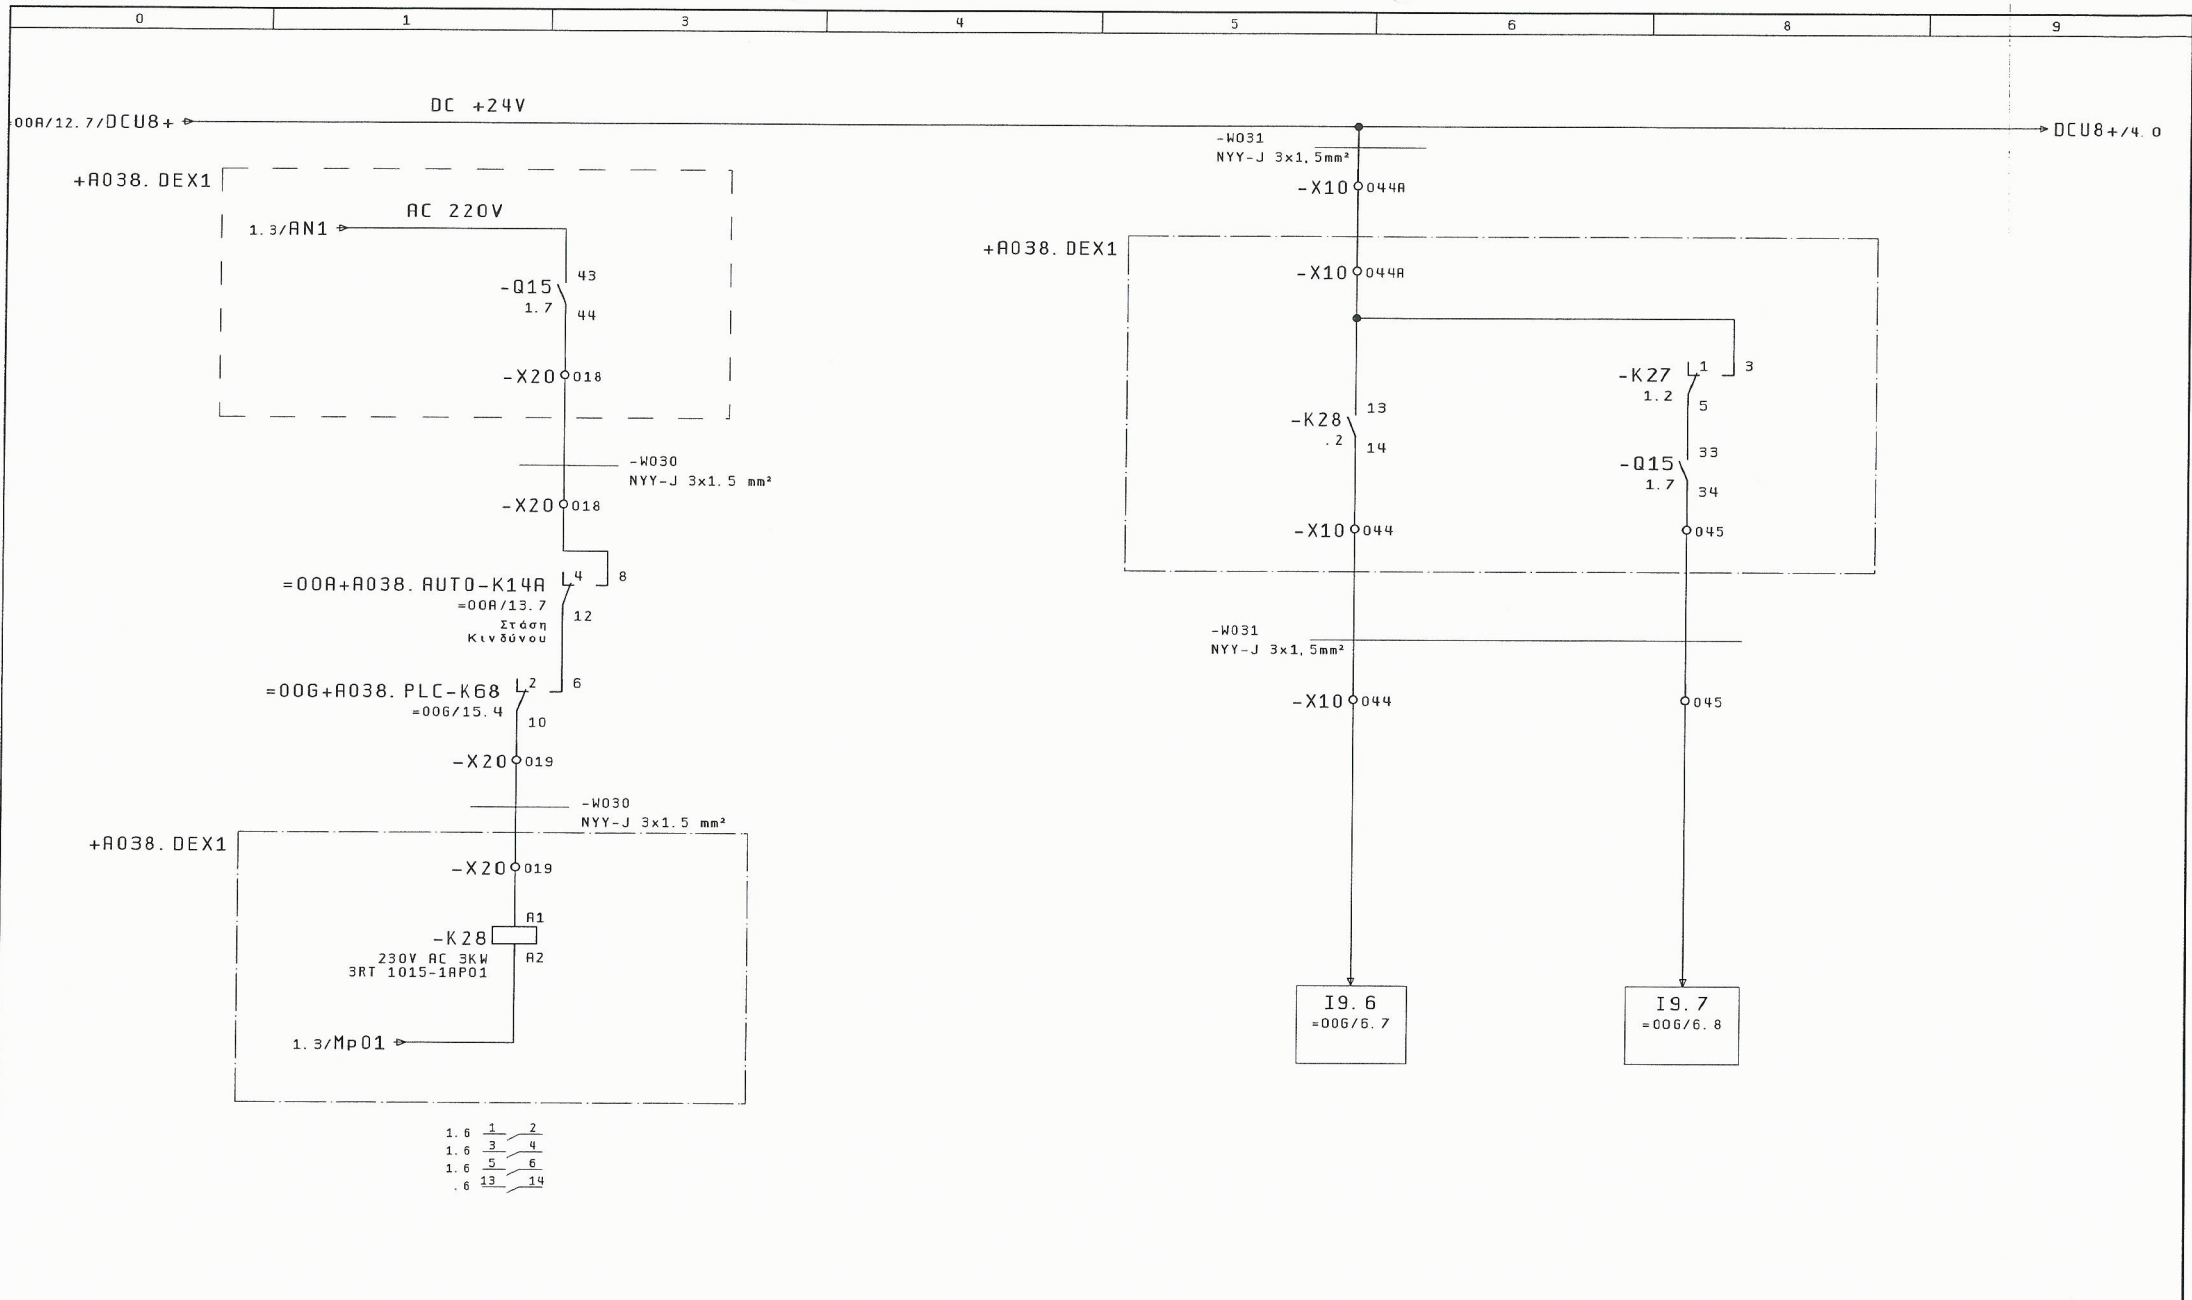 0 1 3 4 5 6 8 9
DC +24V
00A/12.7/DCU8+
DCU8+/4.0
-W031
NYY-J 3x1,5mm²
-X10 044A
+A038.DEX1
AC 220V
1.3/AN1
43
-Q15
1.7
44
-X20 018
-W030
NYY-J 3x1.5 mm²
-X20 018
4 8
=00A+A038.AUTO-K14A
=00A/13.7
12
Στάση
Κινδύνου
2 6
=00G+A038.PLC-K68
=00G/15.4
10
-X20 019
-W030
NYY-J 3x1.5 mm²
+A038.DEX1
-X20 019
A1
-K28
A2
230V AC 3KW
3RT 1015-1AP01
1.3/Mp01
1.6 1 2
1.6 3 4
1.6 5 6
.6 13 14
+A038.DEX1
-X10 044A
1 3
-K27
1.2
5
13
-K28
.2
14
33
-Q15
1.7
34
-X10 044
045
-W031
NYY-J 3x1,5mm²
-X10 044
045
I9.6
=00G/6.7
I9.7
=00G/6.8